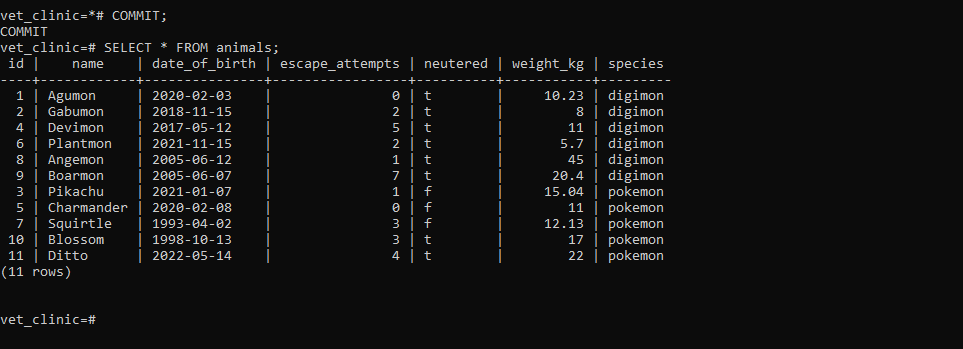 vet_clinic=*# COMMIT;
COMMIT
vet_clinic=# SELECT * FROM animals;
 id |    name    | date_of_birth | escape_attempts | neutered | weight_kg | species
----+------------+---------------+-----------------+----------+-----------+---------
  1 | Agumon     | 2020-02-03    |               0 | t        |     10.23 | digimon
  2 | Gabumon    | 2018-11-15    |               2 | t        |         8 | digimon
  4 | Devimon    | 2017-05-12    |               5 | t        |        11 | digimon
  6 | Plantmon   | 2021-11-15    |               2 | t        |       5.7 | digimon
  8 | Angemon    | 2005-06-12    |               1 | t        |        45 | digimon
  9 | Boarmon    | 2005-06-07    |               7 | t        |      20.4 | digimon
  3 | Pikachu    | 2021-01-07    |               1 | f        |     15.04 | pokemon
  5 | Charmander | 2020-02-08    |               0 | f        |        11 | pokemon
  7 | Squirtle   | 1993-04-02    |               3 | f        |     12.13 | pokemon
 10 | Blossom    | 1998-10-13    |               3 | t        |        17 | pokemon
 11 | Ditto      | 2022-05-14    |               4 | t        |        22 | pokemon
(11 rows)
vet_clinic=#